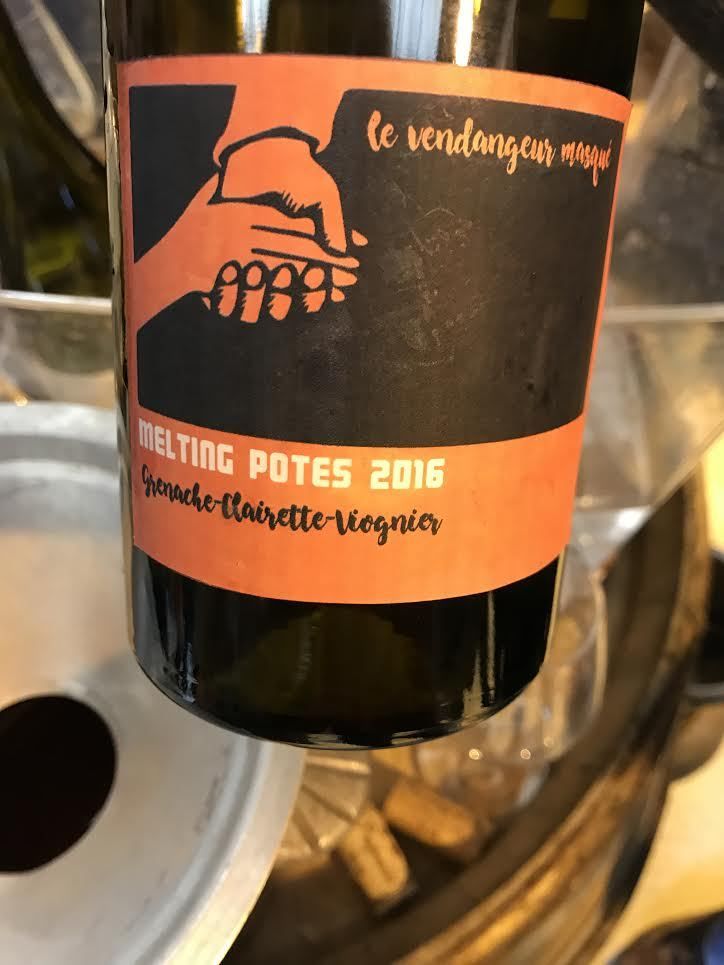 le vendangeur masqué
MELTING POTES 2016
Grenache-Clairette-Viognier